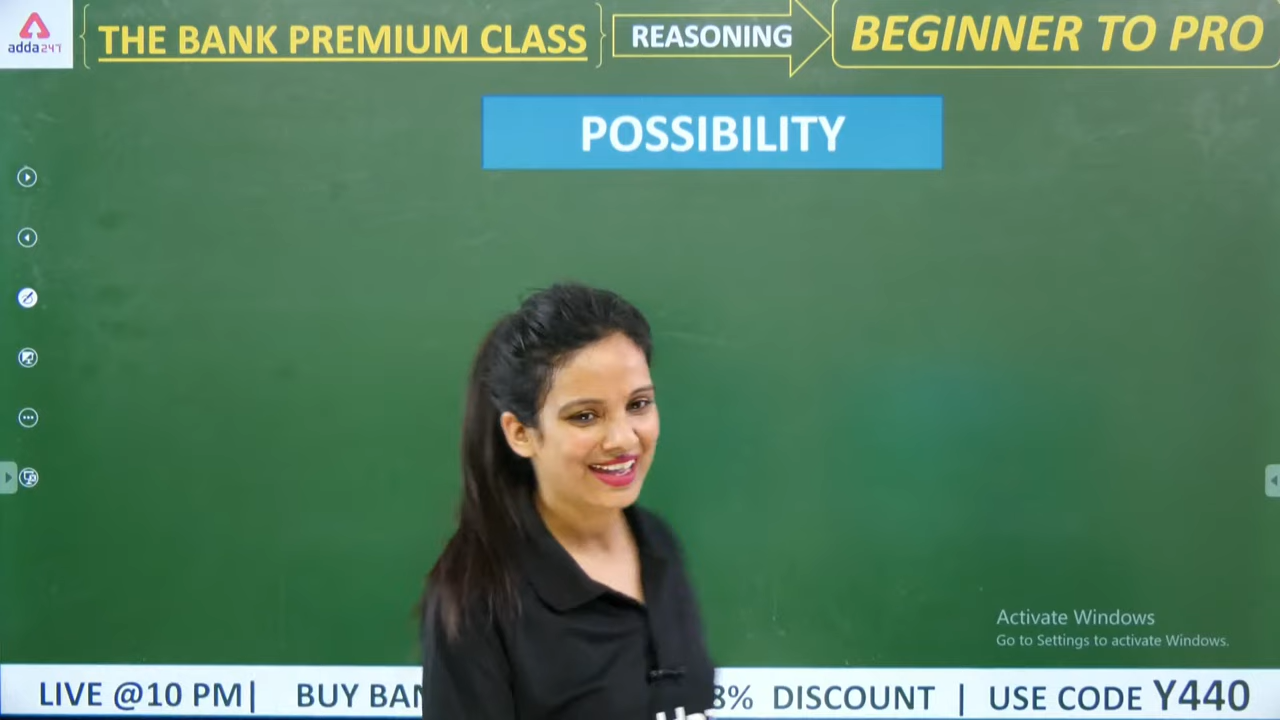 adda247
THE BANK PREMIUM CLASS
REASONING
BEGINNER TO PRO
POSSIBILITY
Activate Windows
Go to Settings to activate Windows.
LIVE @10 PM| BUY 8% DISCOUNT | USE CODE Y440